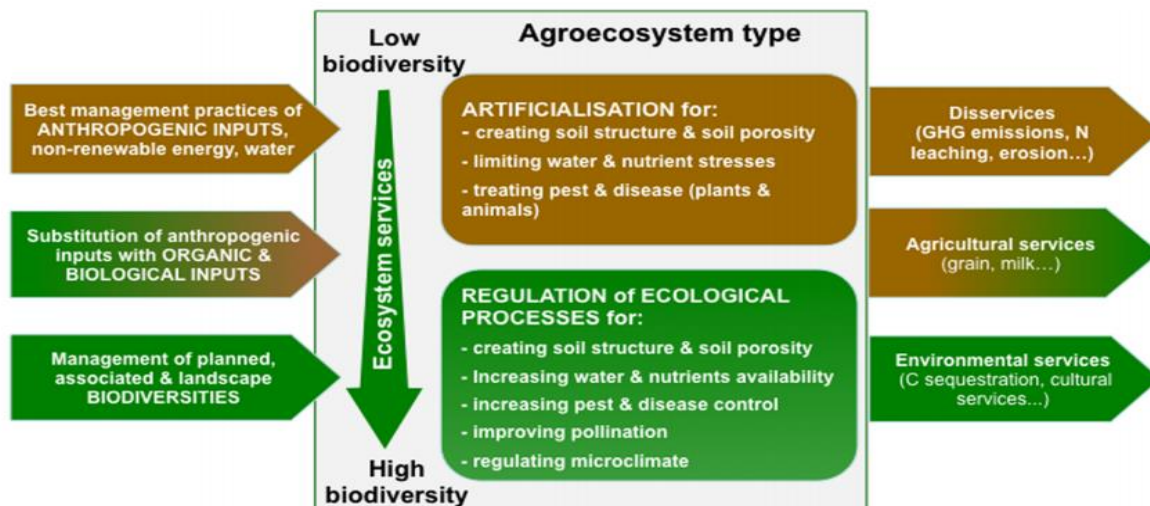 Low
biodiversity
Agroecosystem type
Best management practices of
ANTHROPOGENIC INPUTS,
non-renewable energy, water
Substitution of anthropogenic
inputs with ORGANIC &
BIOLOGICAL INPUTS
Management of planned,
associated & landscape
BIODIVERSITIES
Ecosystem services
High
biodiversity
ARTIFICIALISATION for:
- creating soil structure & soil porosity
- limiting water & nutrient stresses
- treating pest & disease (plants &
animals)
REGULATION of ECOLOGICAL
PROCESSES for:
- creating soil structure & soil porosity
- Increasing water & nutrients availability
- increasing pest & disease control
- improving pollination
- regulating microclimate
Disservices
(GHG emissions, N
leaching, erosion…)
Agricultural services
(grain, milk…)
Environmental services
(C sequestration, cultural
services...)